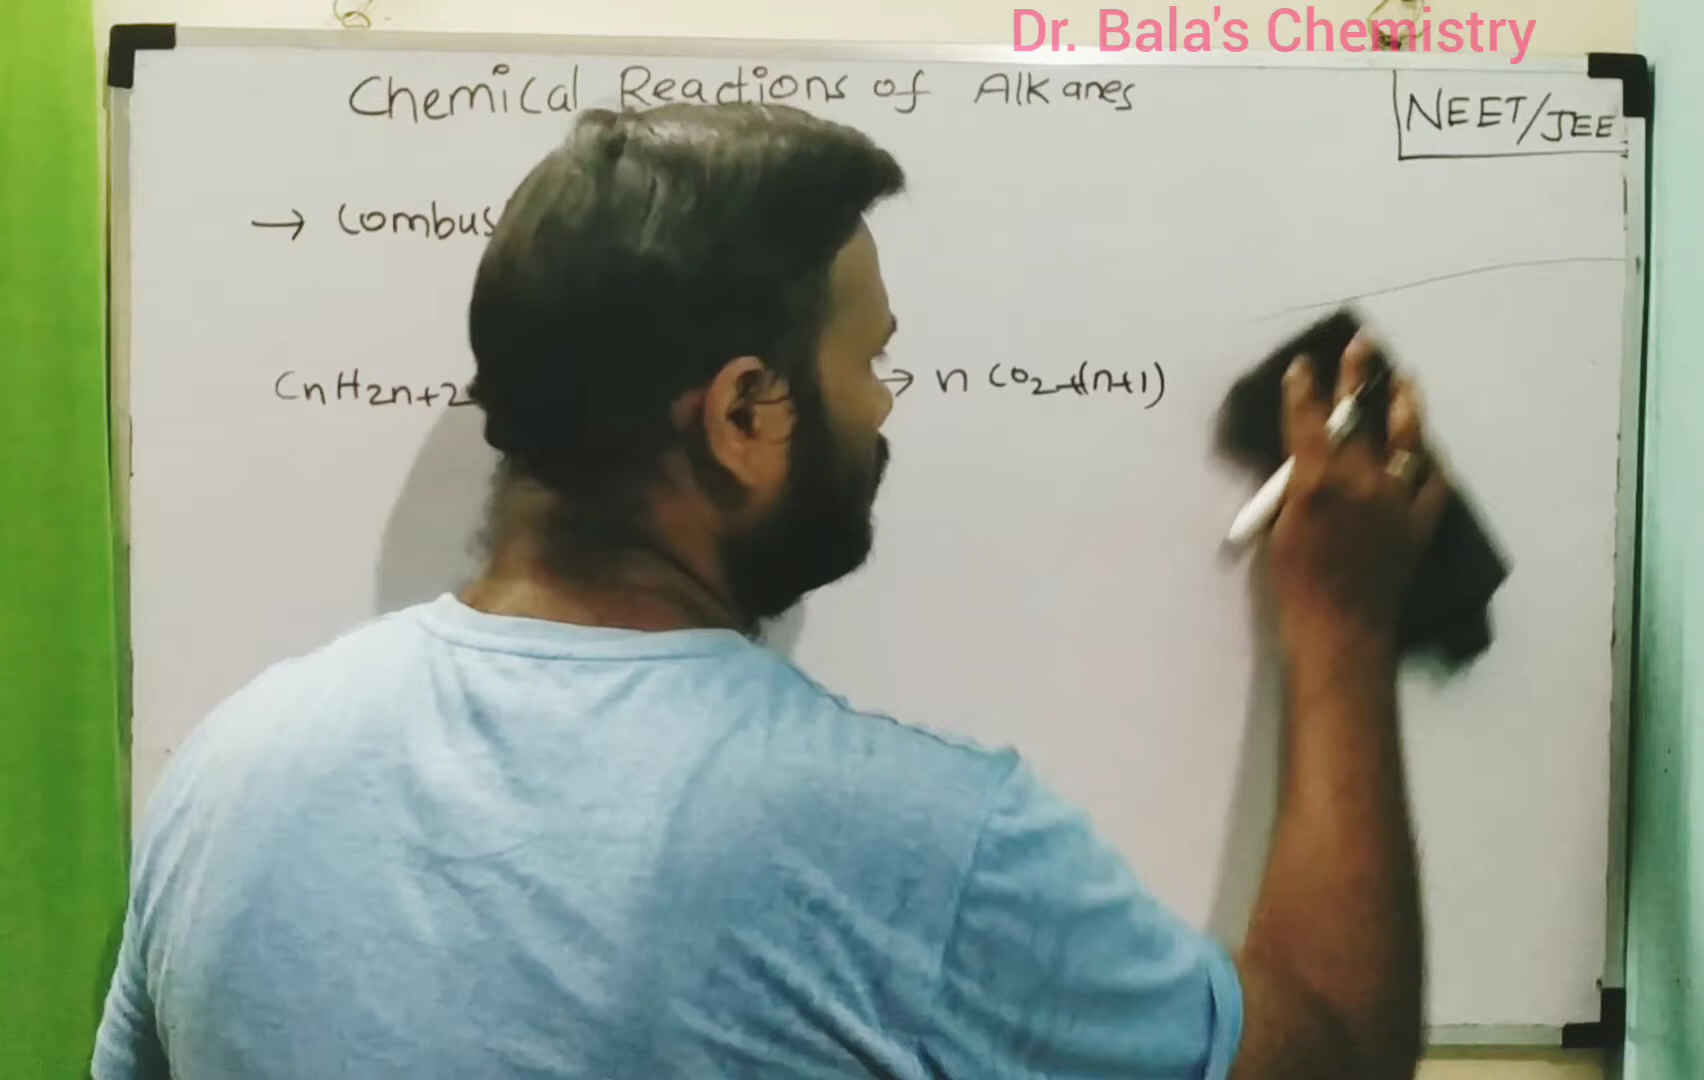 Dr. Bala's Chemistry
Chemical Reactions of Alkanes
NEET/JEE
→ Combus
CnH2n+2 → n CO2+(n+1)